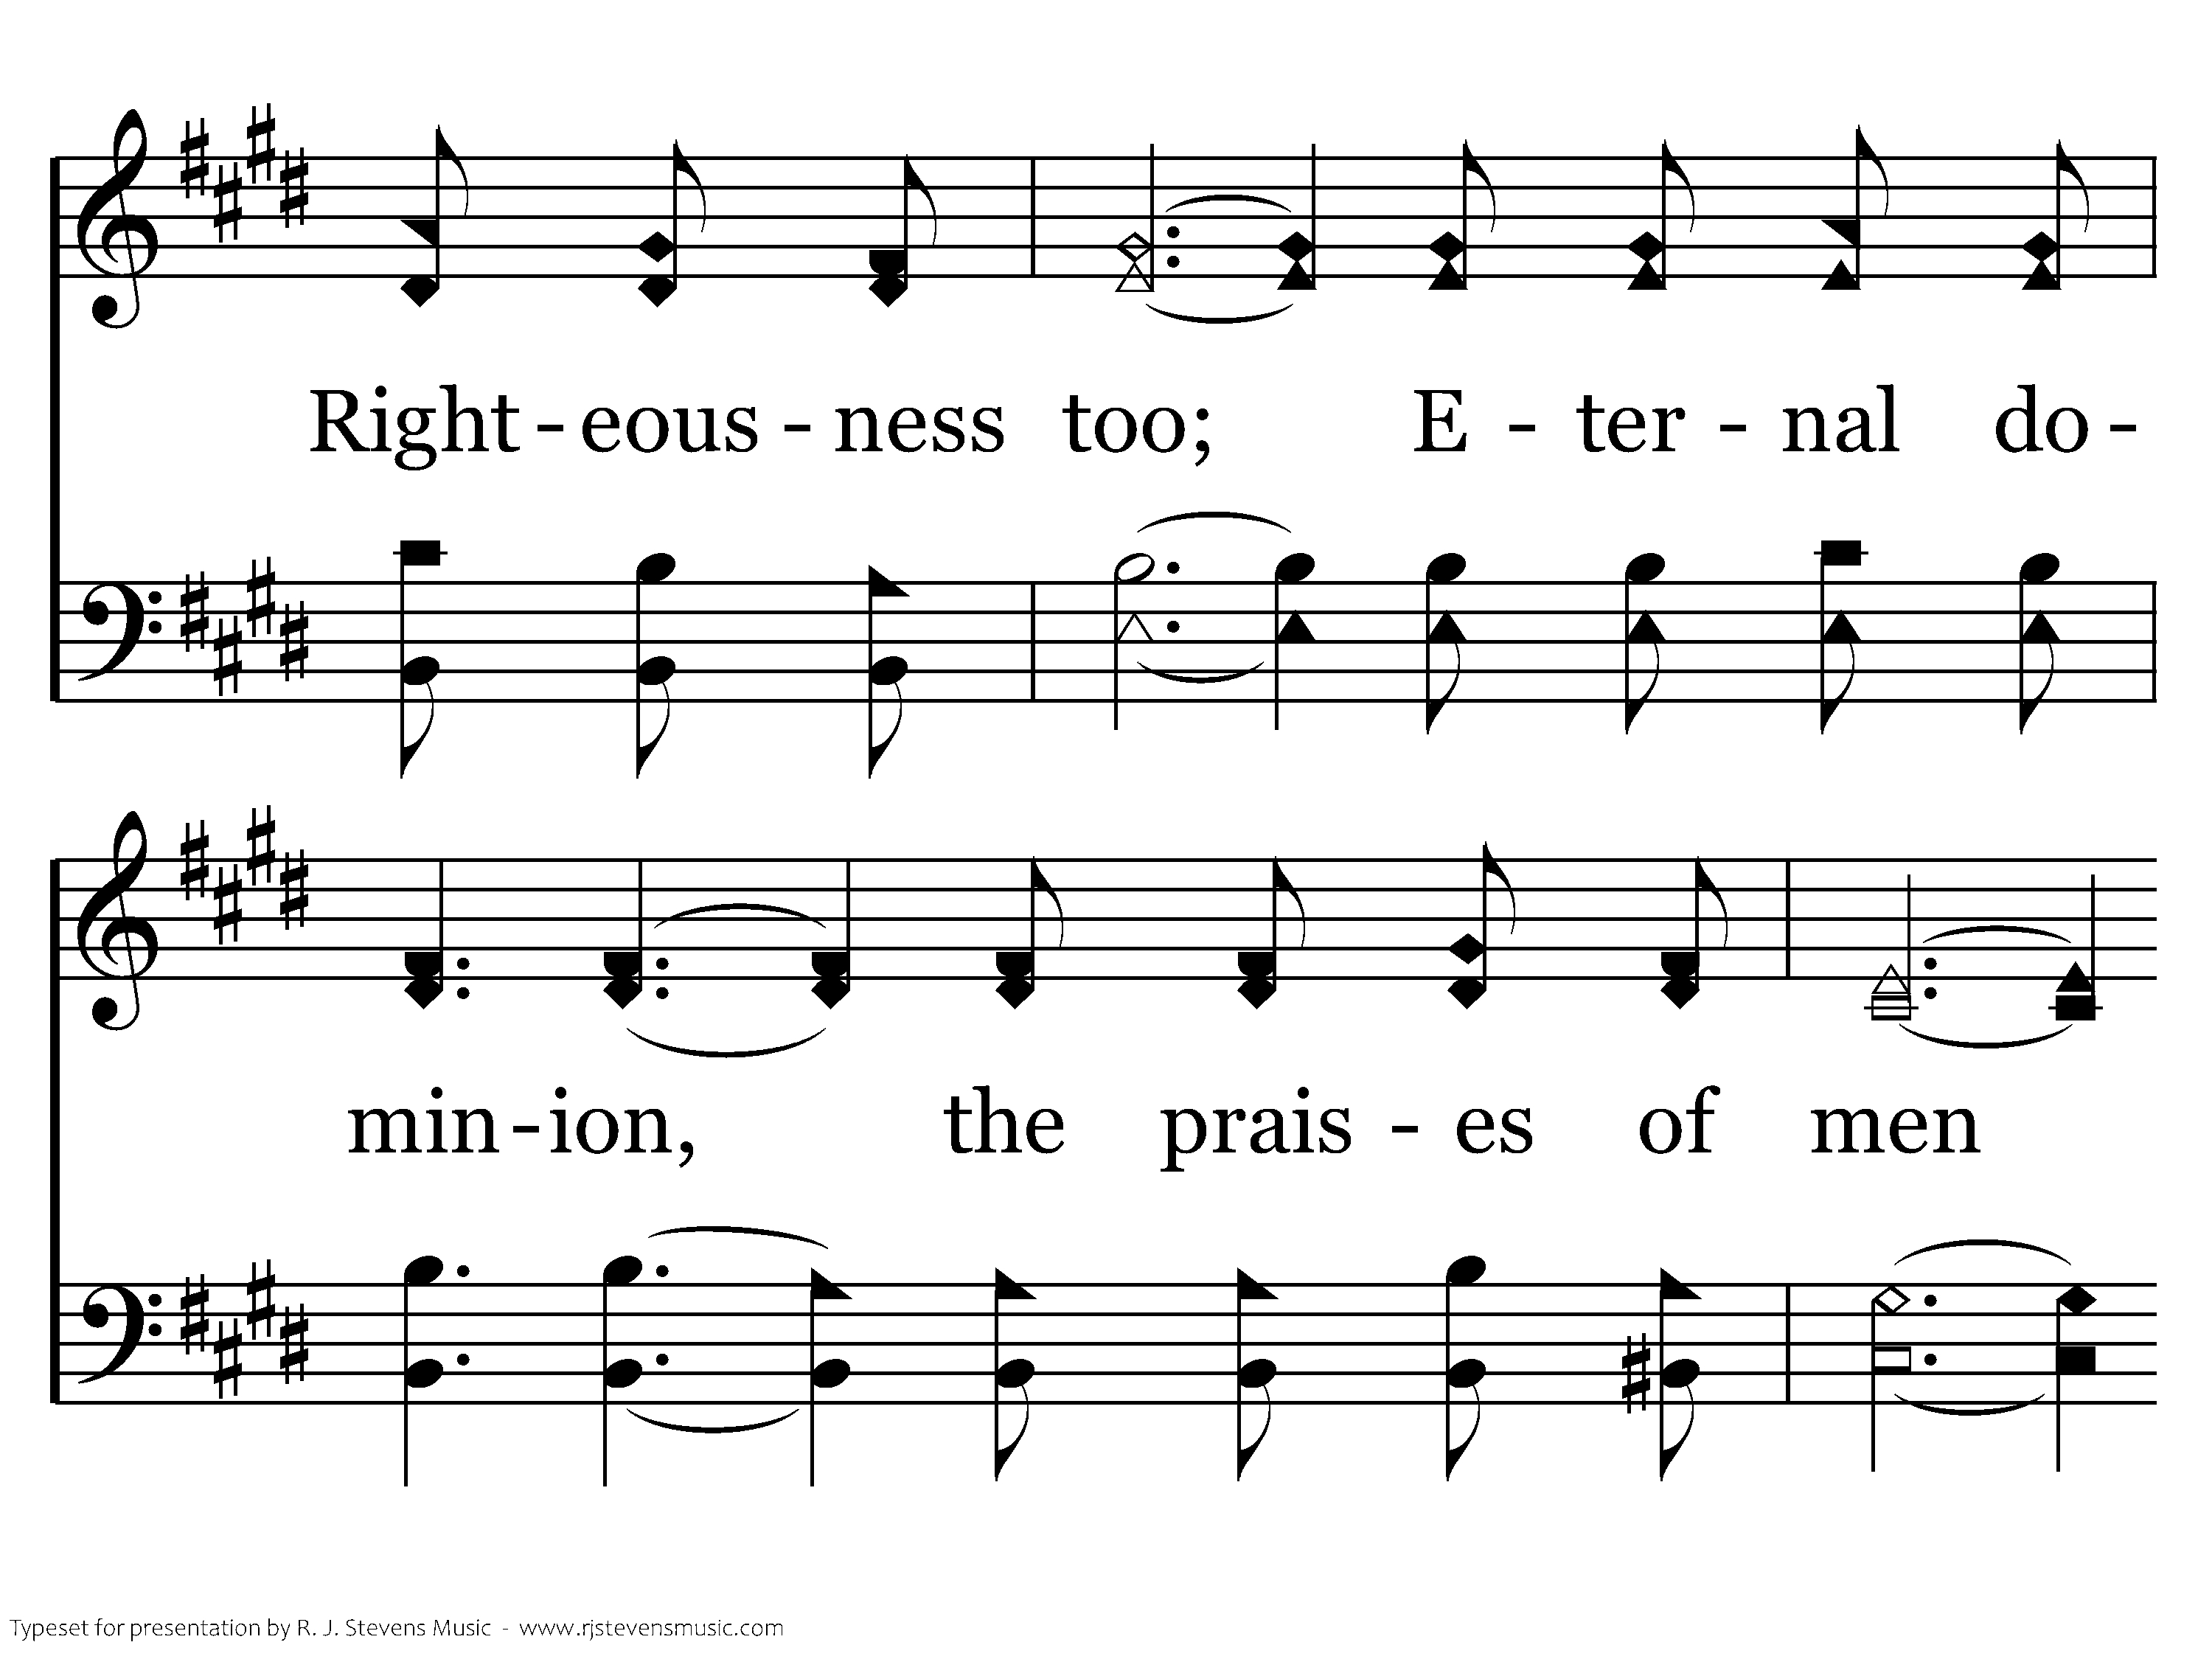 Right - eous - ness too; E - ter - nal do -
min - ion, the prais - es of men
Typeset for presentation by R. J. Stevens Music - www.rjstevensmusic.com